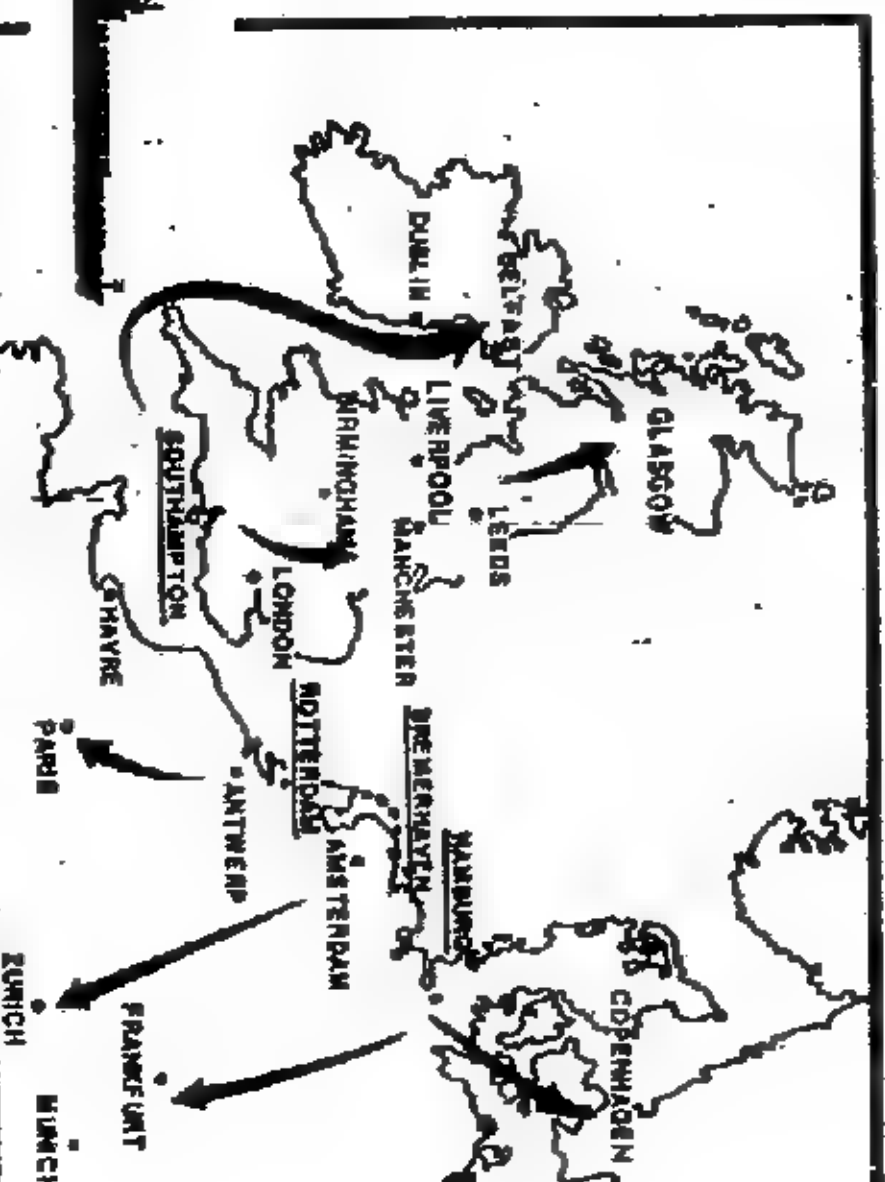 GLASGOW
BELFAST
DUBLIN
LIVERPOOL
LEEDS
MANCHESTER
LONDON
SOUTHAMPTON
HAVRE
COPENHAGEN
HAMBURG
BREMERHAVEN
ROTTERDAM
AMSTERDAM
ANTWERP
PARIS
FRANKFURT
ZURICH
MUNICH